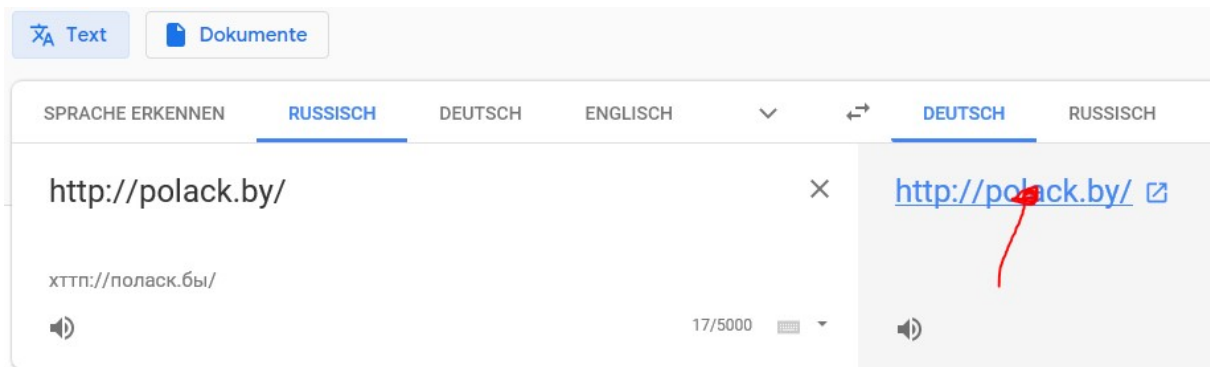 Text Dokumente
SPRACHE ERKENNEN RUSSISCH DEUTSCH ENGLISCH DEUTSCH RUSSISCH
http://polack.by/ http://polack.by/
хттп://поласк.бы/
17/5000